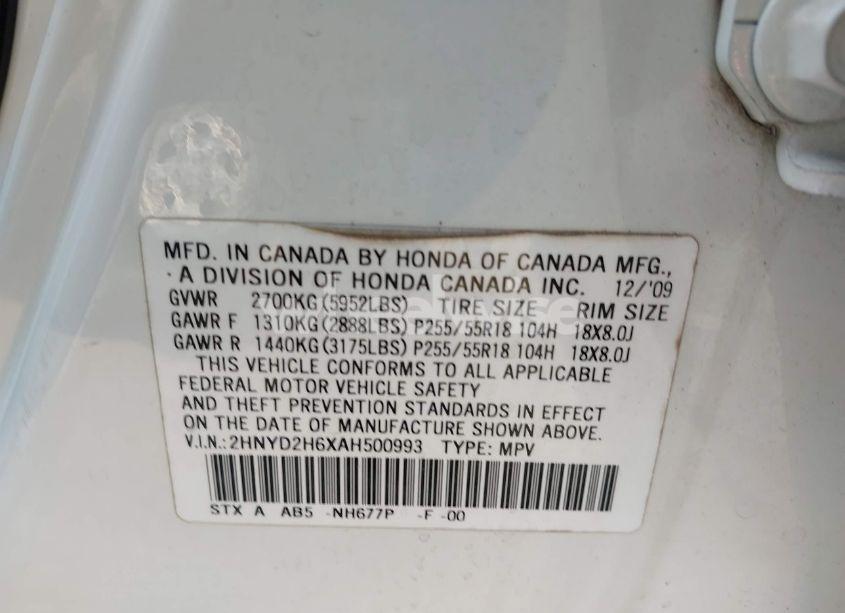 MFD. IN CANADA BY HONDA OF CANADA MFG.,
A DIVISION OF HONDA CANADA INC. 12/'09
GVWR 2700KG(5952LBS) TIRE SIZE RIM SIZE
GAWR F 1310KG(2888LBS) P255/55R18 104H 18X8.0J
GAWR R 1440KG(3175LBS) P255/55R18 104H 18X8.0J
THIS VEHICLE CONFORMS TO ALL APPLICABLE
FEDERAL MOTOR VEHICLE SAFETY
AND THEFT PREVENTION STANDARDS IN EFFECT
ON THE DATE OF MANUFACTURE SHOWN ABOVE.
V.I.N.:2HNYD2H6XAH500993 TYPE: MPV
STX A AB5 -NH677P -F -00